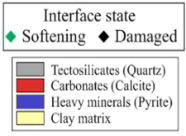 Interface state
Softening Damaged
Tectosilicates (Quartz)
Carbonates (Calcite)
Heavy minerals (Pyrite)
Clay matrix